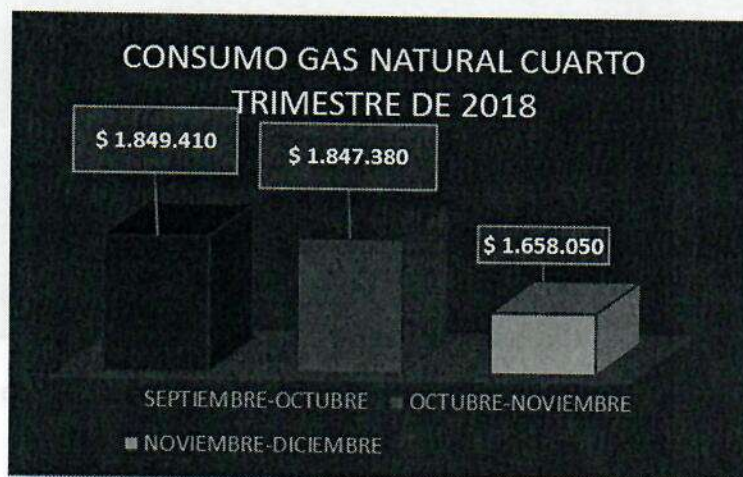 CONSUMO GAS NATURAL CUARTO
TRIMESTRE DE 2018
$ 1.849.410
$ 1.847.380
$ 1.658.050
SEPTIEMBRE-OCTUBRE OCTUBRE-NOVIEMBRE
NOVIEMBRE-DICIEMBRE